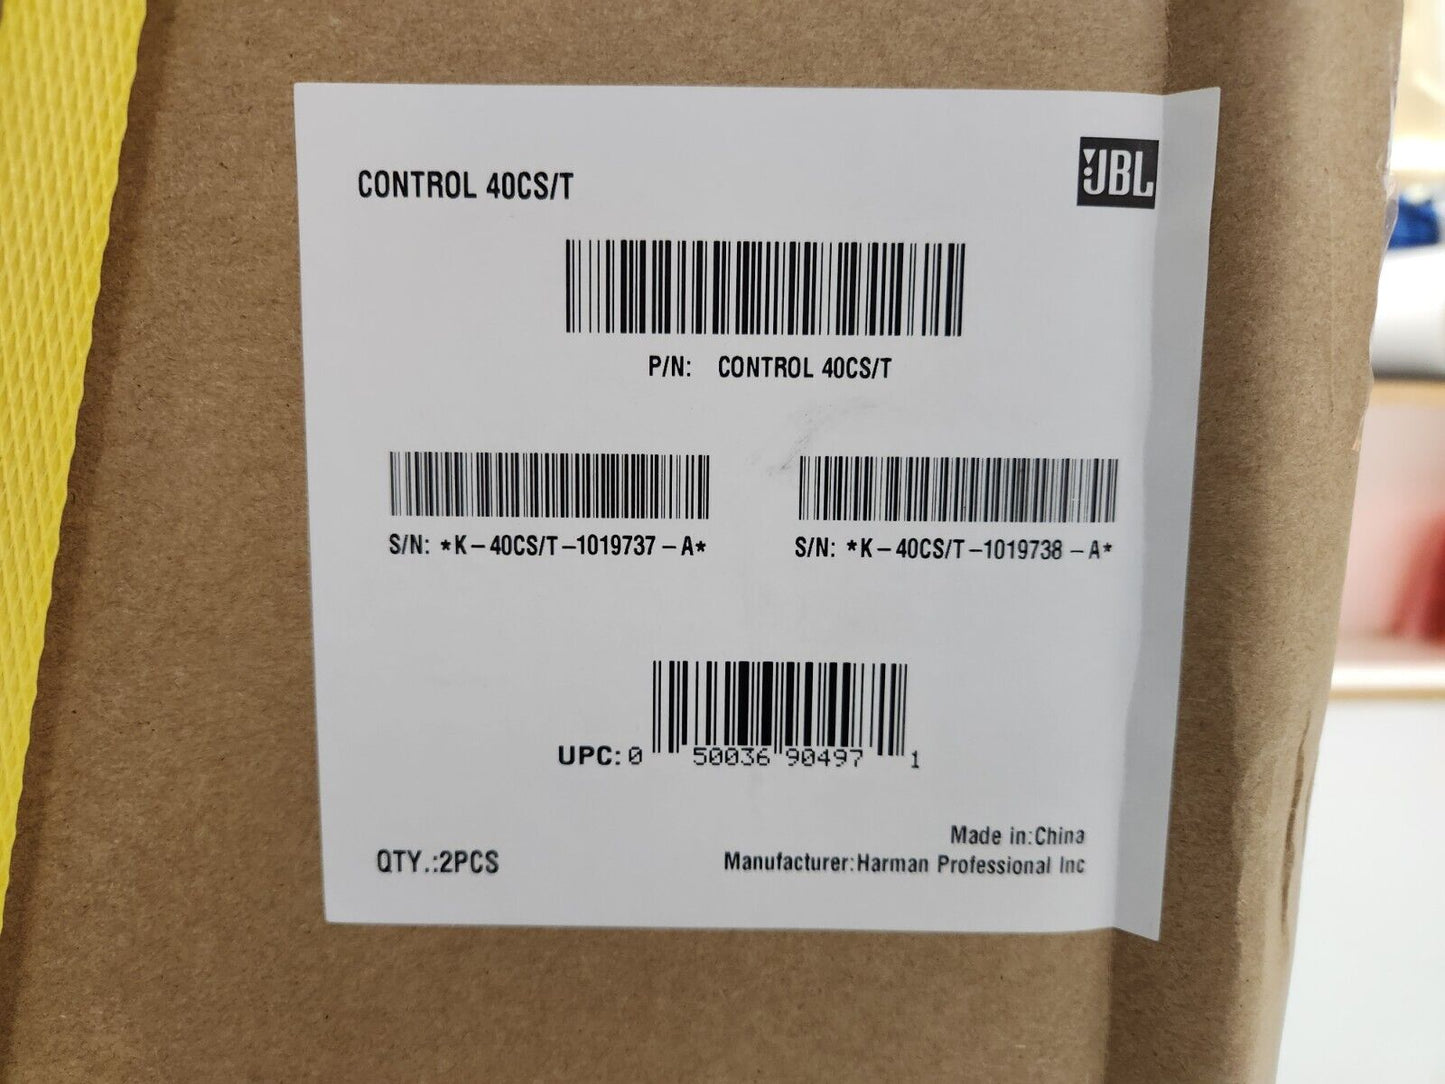 CONTROL 40CS/T
JBL
P/N: CONTROL 40CS/T
S/N: *K-40CS/T-1019737-A*
S/N: *K-40CS/T-1019738-A*
UPC: 0 50036 90497 1
QTY.:2PCS
Made in:China
Manufacturer:Harman Professional Inc